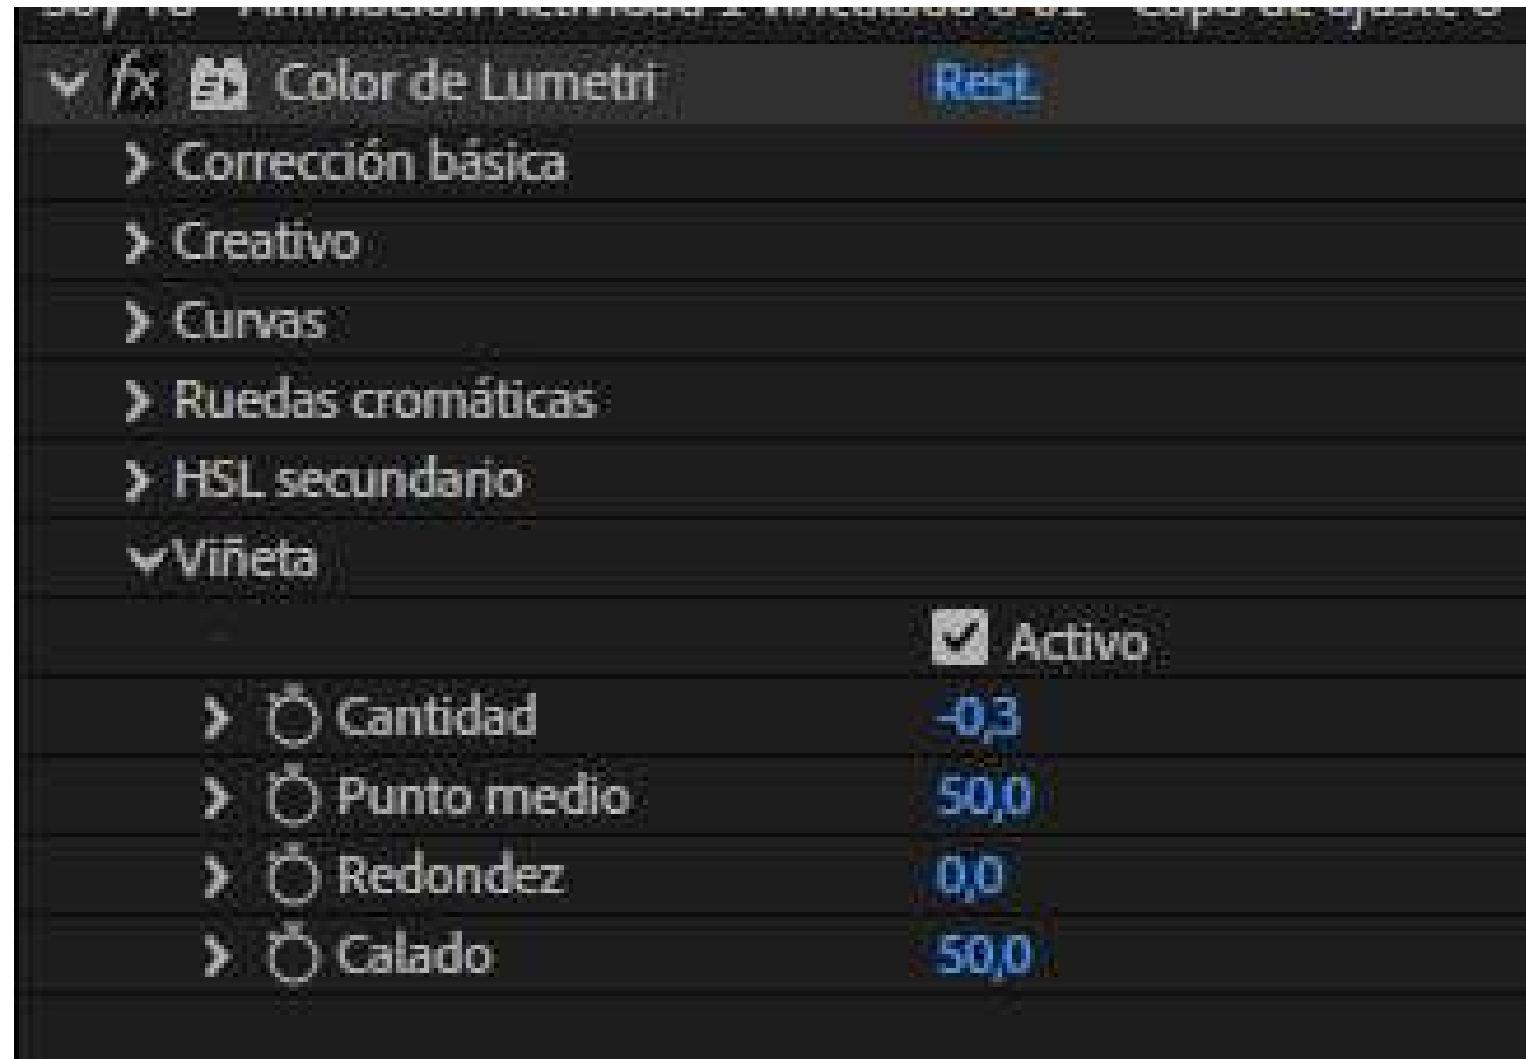 fx Color de Lumetri Rest.
Corrección básica
Creativo
Curvas
Ruedas cromáticas
HSL secundario
Viñeta
Activo
Cantidad -0,3
Punto medio 50,0
Redondez 0,0
Calado 50,0